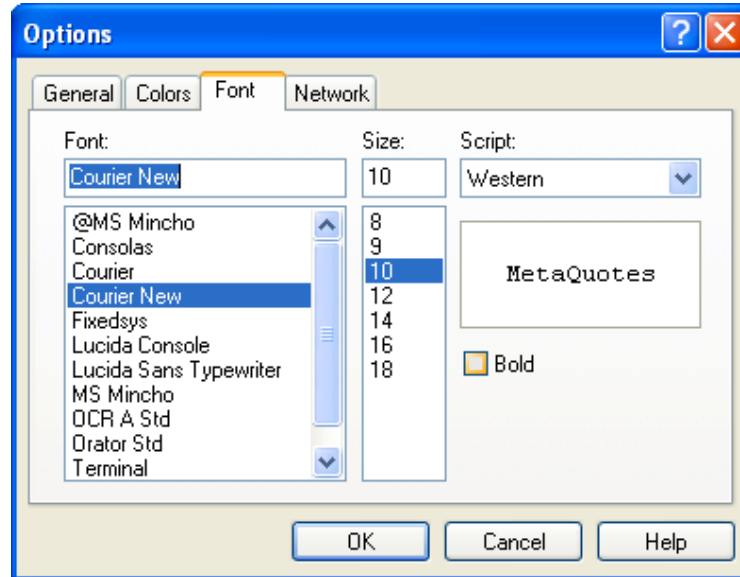 Options
General Colors Font Network
Font: Size: Script:
Courier New 10 Western
@MS Mincho
Consolas
Courier
Courier New
Fixedsys
Lucida Console
Lucida Sans Typewriter
MS Mincho
OCR A Std
Orator Std
Terminal
8
9
10
12
14
16
18
MetaQuotes
Bold
OK Cancel Help